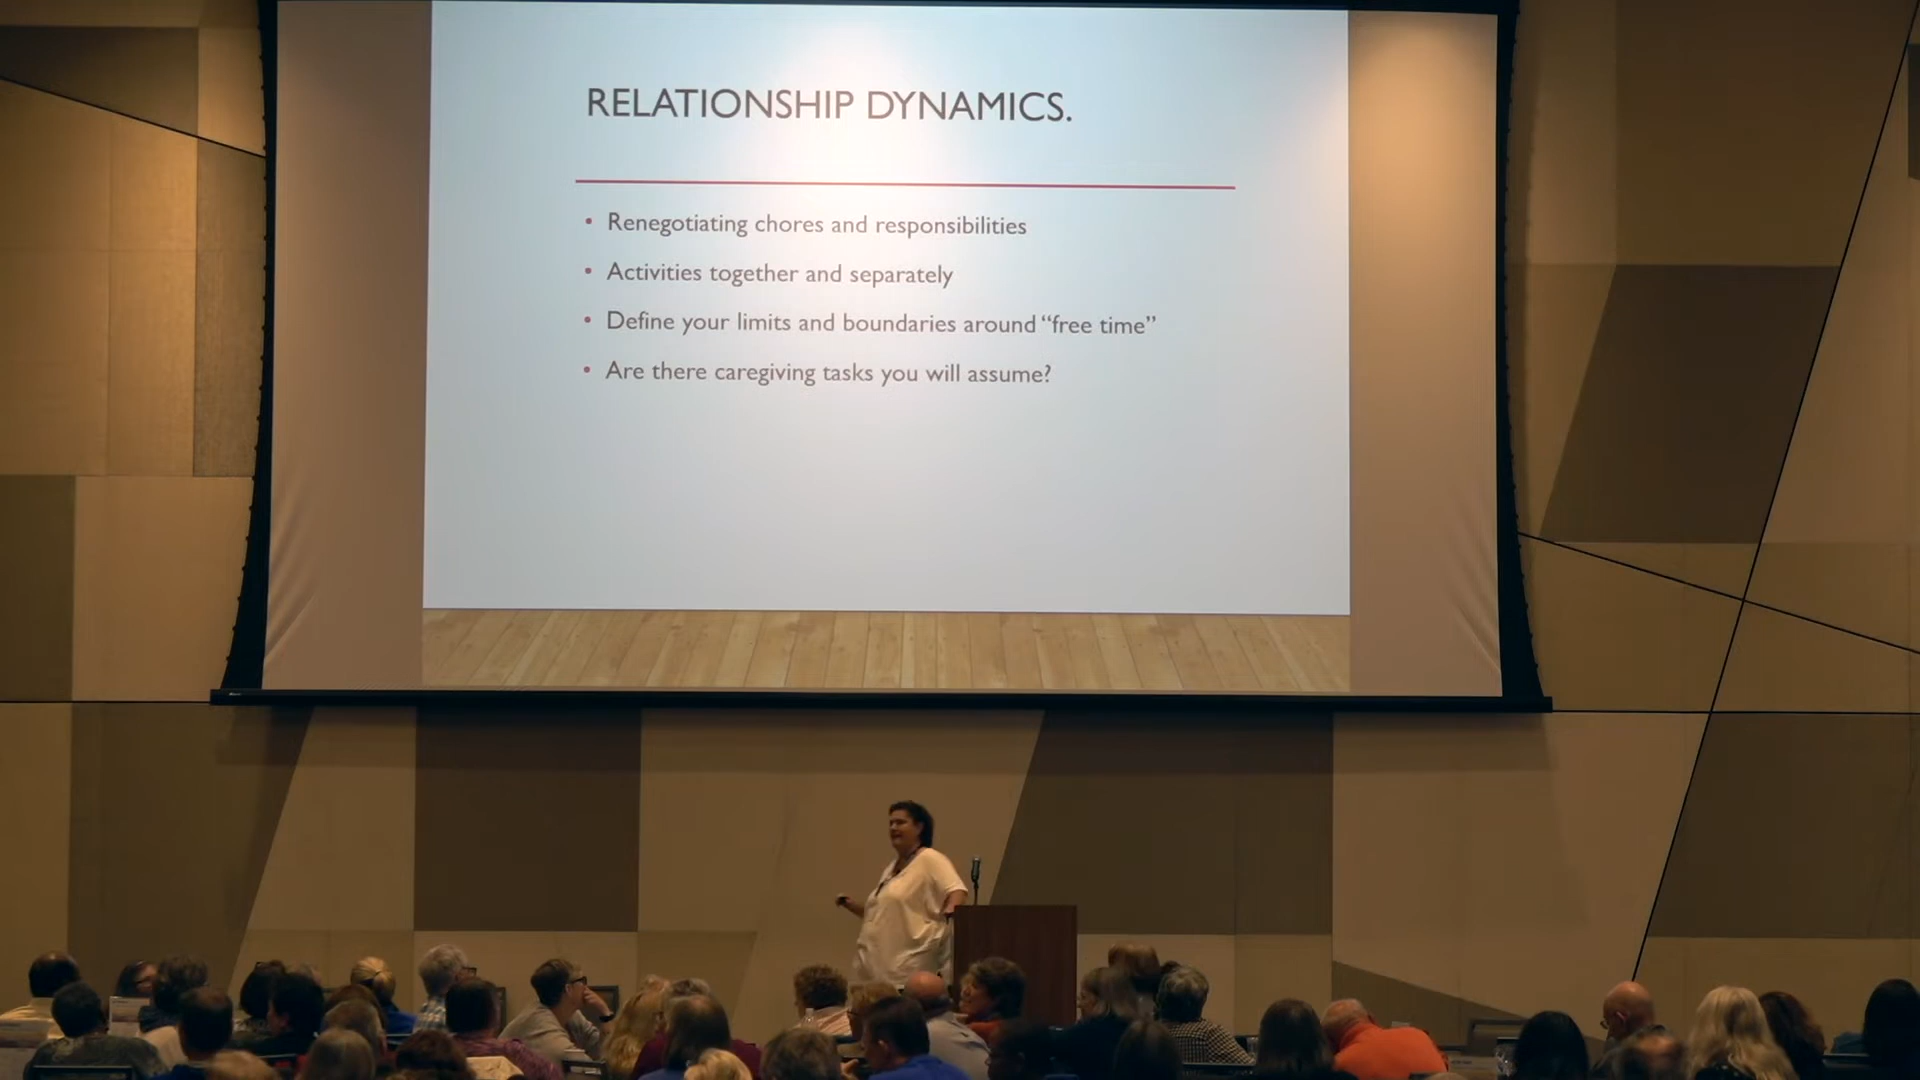 RELATIONSHIP DYNAMICS.
• Renegotiating chores and responsibilities
• Activities together and separately
• Define your limits and boundaries around “free time”
• Are there caregiving tasks you will assume?